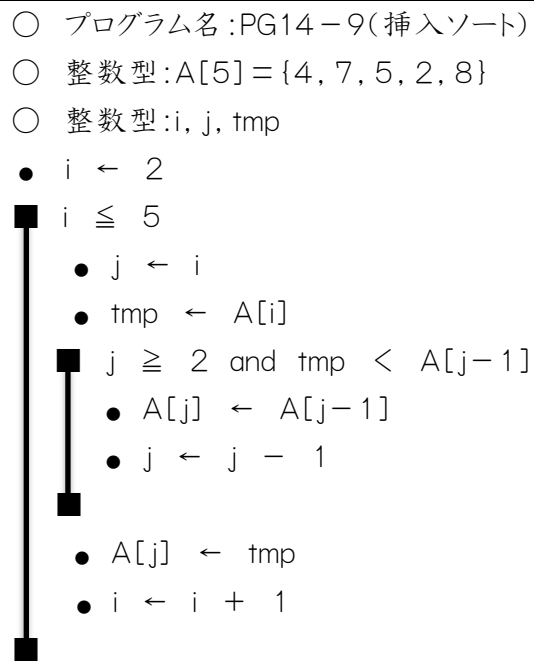 ○ プログラム名:PG14-9(挿入ソート)
○ 整数型:A[5]={4,7,5,2,8}
○ 整数型:i,j,tmp
● i ← 2
■ i ≦ 5
● j ← i
● tmp ← A[i]
■ j ≧ 2 and tmp < A[j-1]
● A[j] ← A[j-1]
● j ← j - 1
● A[j] ← tmp
● i ← i + 1